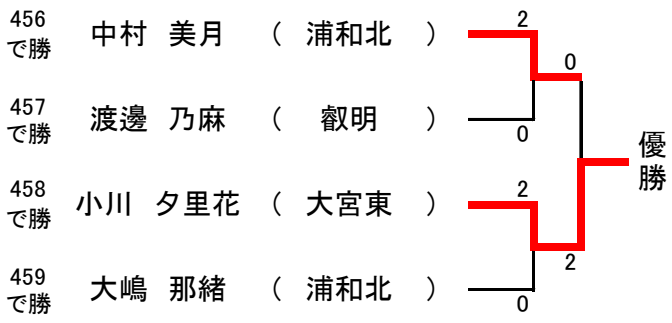 456
で勝
中村 美月 ( 浦和北 )
2
0
457
で勝
渡邊 乃麻 ( 叡明 )
0
優勝
458
で勝
小川 夕里花 ( 大宮東 )
2
2
459
で勝
大嶋 那緒 ( 浦和北 )
0